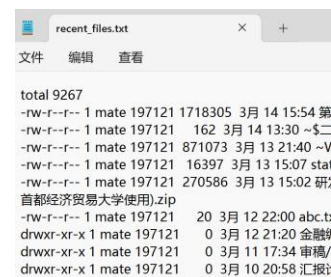 recent_files.txt × +
文件 编辑 查看
total 9267
-rw-r--r-- 1 mate 197121 1718305 3月 14 15:54 第
-rw-r--r-- 1 mate 197121 162 3月 14 13:30 ~$二
-rw-r--r-- 1 mate 197121 871073 3月 13 21:40 ~V
-rw-r--r-- 1 mate 197121 16397 3月 13 15:07 stat
-rw-r--r-- 1 mate 197121 270586 3月 13 15:02 研
首都经济贸易大学使用).zip
-rw-r--r-- 1 mate 197121 20 3月 12 22:00 abc.t
drwxr-xr-x 1 mate 197121 0 3月 12 21:20 金融
drwxr-xr-x 1 mate 197121 0 3月 11 17:34 审稿/
drwxr-xr-x 1 mate 197121 0 3月 10 20:58 汇报